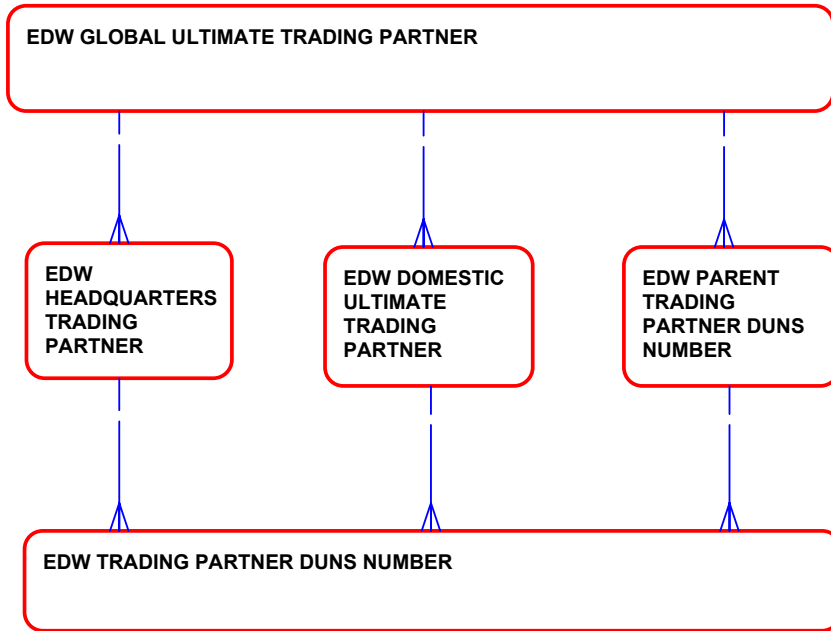 EDW GLOBAL ULTIMATE TRADING PARTNER
EDW
HEADQUARTERS
TRADING
PARTNER
EDW DOMESTIC
ULTIMATE
TRADING
PARTNER
EDW PARENT
TRADING
PARTNER DUNS
NUMBER
EDW TRADING PARTNER DUNS NUMBER